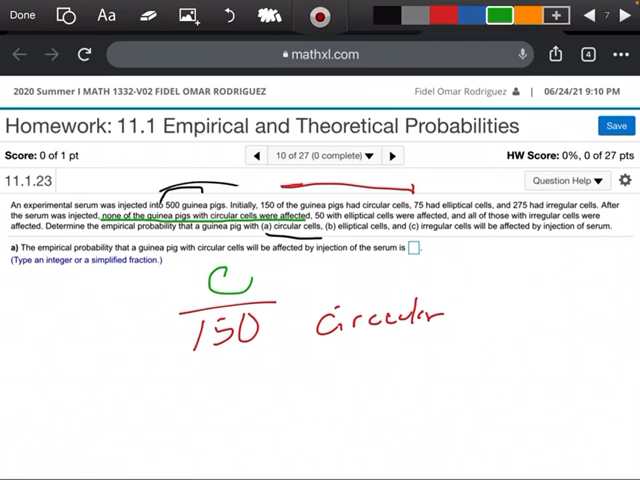 Done
Aa
7
mathxl.com
4
2020 Summer I MATH 1332-V02 FIDEL OMAR RODRIGUEZ
Fidel Omar Rodriguez
06/24/21 9:10 PM
Homework: 11.1 Empirical and Theoretical Probabilities
Save
Score: 0 of 1 pt
10 of 27 (0 complete)
HW Score: 0%, 0 of 27 pts
11.1.23
Question Help
An experimental serum was injected into 500 guinea pigs. Initially, 150 of the guinea pigs had circular cells, 75 had elliptical cells, and 275 had irregular cells. After
the serum was injected, none of the guinea pigs with circular cells were affected, 50 with elliptical cells were affected, and all of those with irregular cells were
affected. Determine the empirical probability that a guinea pig with (a) circular cells, (b) elliptical cells, and (c) irregular cells will be affected by injection of the serum.
a) The empirical probability that a guinea pig with circular cells will be affected by injection of the serum is
(Type an integer or a simplified fraction.)
150 circular